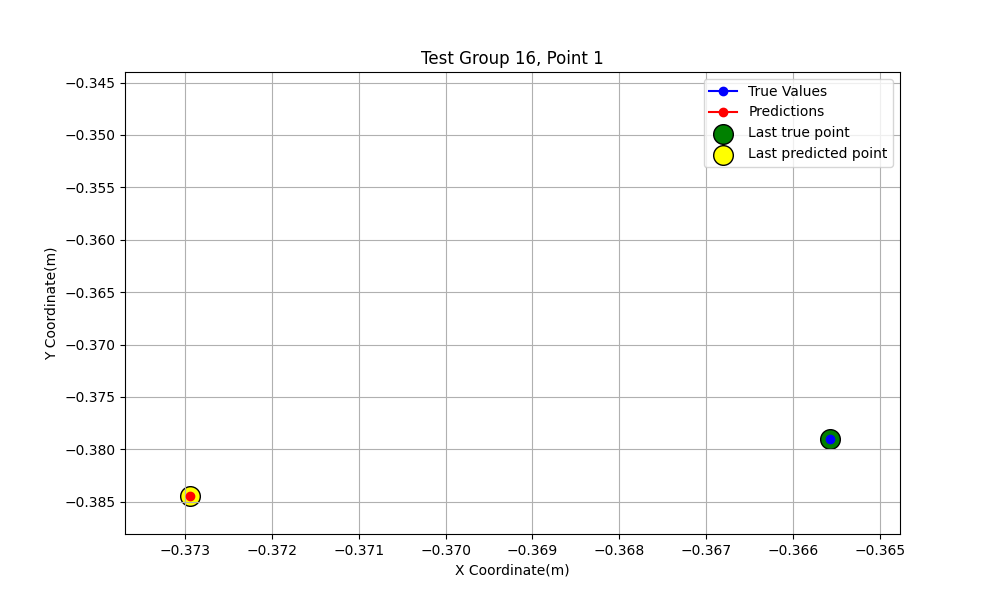 Test Group 16, Point 1
True Values
Predictions
Last true point
Last predicted point
Y Coordinate(m)
−0.345
−0.350
−0.355
−0.360
−0.365
−0.370
−0.375
−0.380
−0.385
−0.373 −0.372 −0.371 −0.370 −0.369 −0.368 −0.367 −0.366 −0.365
X Coordinate(m)